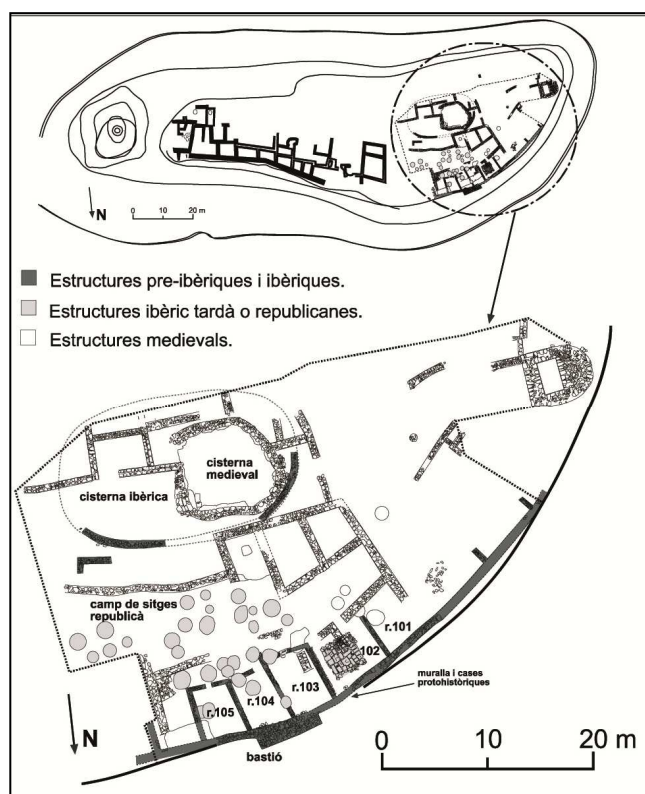 N
0 10 20 m
Estructures pre-ibèriques i ibèriques.
Estructures ibèric tardà o republicanes.
Estructures medievals.
cisterna
medieval
cisterna ibèrica
camp de sitges
republicà
r.101
102
r.103
r.104
r.105
muralla i cases
protohistòriques
bastió
N
0 10 20 m